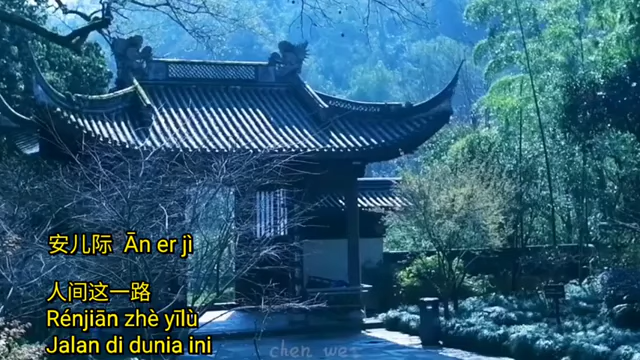 安儿际 Ān er jì
人间这一路
Rénjiān zhè yīlù
Jalan di dunia ini
chen wei